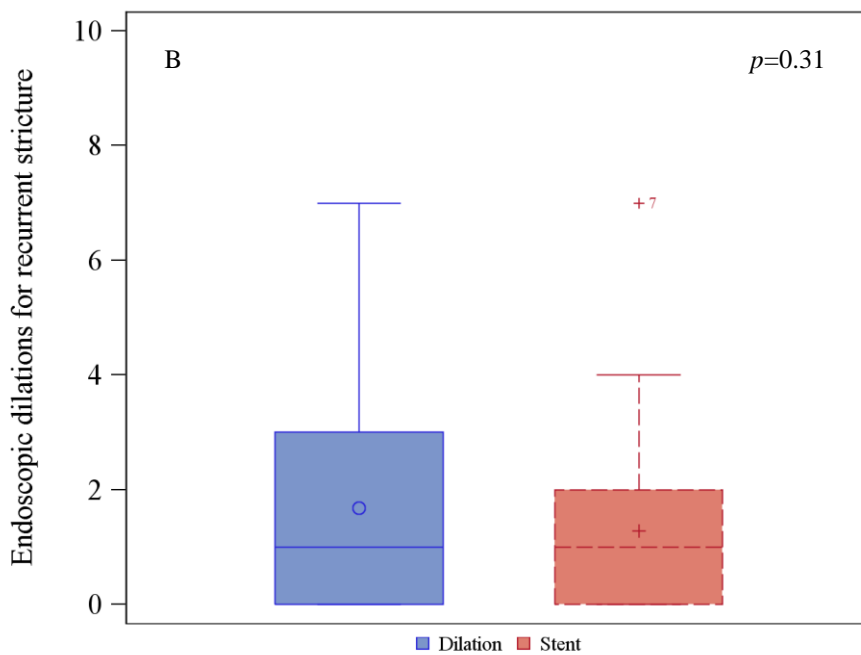 10
B
p=0.31
8
7
6
4
2
0
Endoscopic dilations for recurrent stricture
Dilation Stent